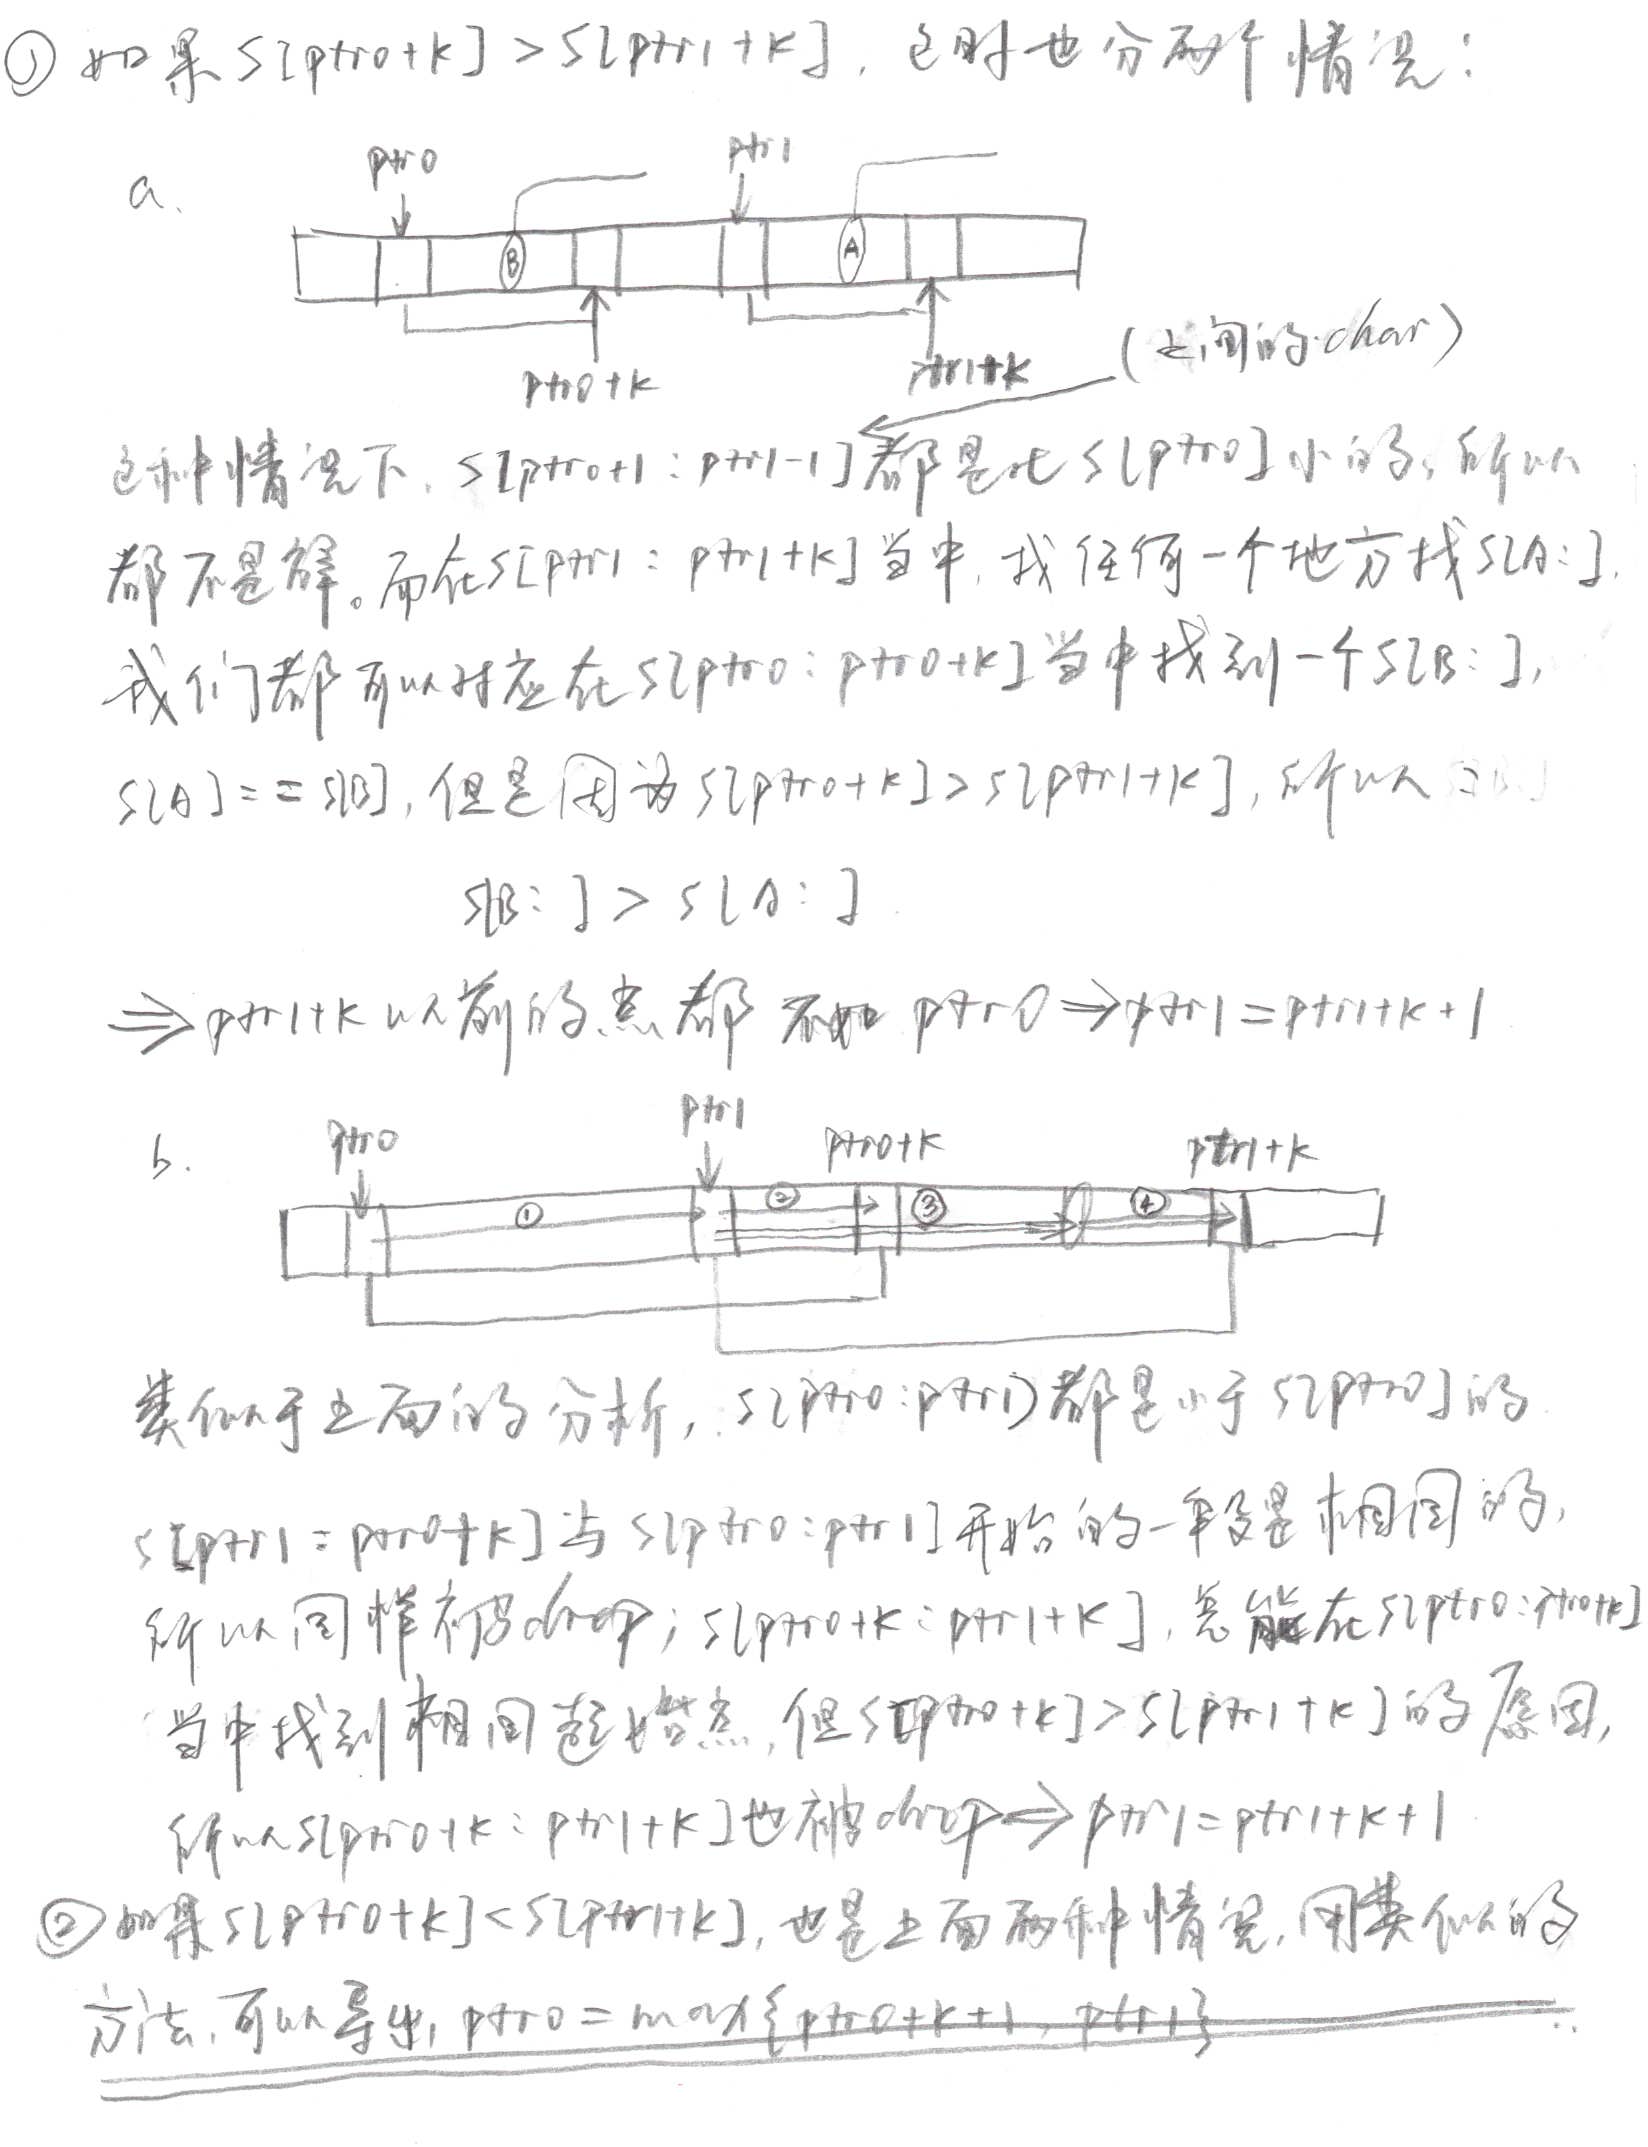 ① 如果 S[ptr0+k] > S[ptr1+k], 这时也分两个情况:
ptr0 ptr1
a.
B A
(之间的 char)
ptr0+k ptr1+k
这种情况下, S[ptr0+1 : ptr1-1] 都是比 S[ptr0] 小的, 所以
都不是解。而在S[ptr1 : ptr1+k] 当中, 找任何一个地方找S[A:],
我们都可以对应在S[ptr0 : ptr0+k] 当中找到一个S[B:],
S[A] == S[B], 但是因为 S[ptr0+k] > S[ptr1+k], 所以
S[B:] > S[A:]
⇒ ptr1+k 以前的点都不如 ptr0 ⇒ ptr1 = ptr1+k+1
ptr1
b. ptr0 ptr0+k ptr1+k
① ② ③ ④
类似于上面的分析, S[ptr0:ptr1) 都是小于 S[ptr0] 的
S[ptr1 : ptr0+k] 与 S[ptr0:ptr1] 开始的一段是相同的,
所以同样被drop; S[ptr0+k : ptr1+k], 总能在S[ptr0:ptr0+k]
当中找到相同起始点, 但S[ptr0+k] > S[ptr1+k] 的原因,
所以S[ptr0+k : ptr1+k] 也被drop ⇒ ptr1 = ptr1+k+1
② 如果 S[ptr0+k] < S[ptr1+k], 也是上面两种情况, 用类似的
方法, 可以导出, ptr0 = max{ptr0+k+1, ptr1}